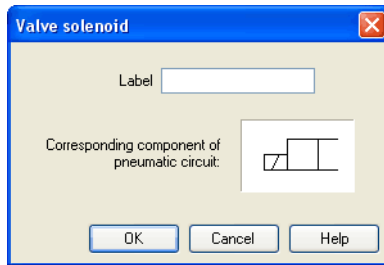 Valve solenoid
Label
Corresponding component of
pneumatic circuit:
OK Cancel Help